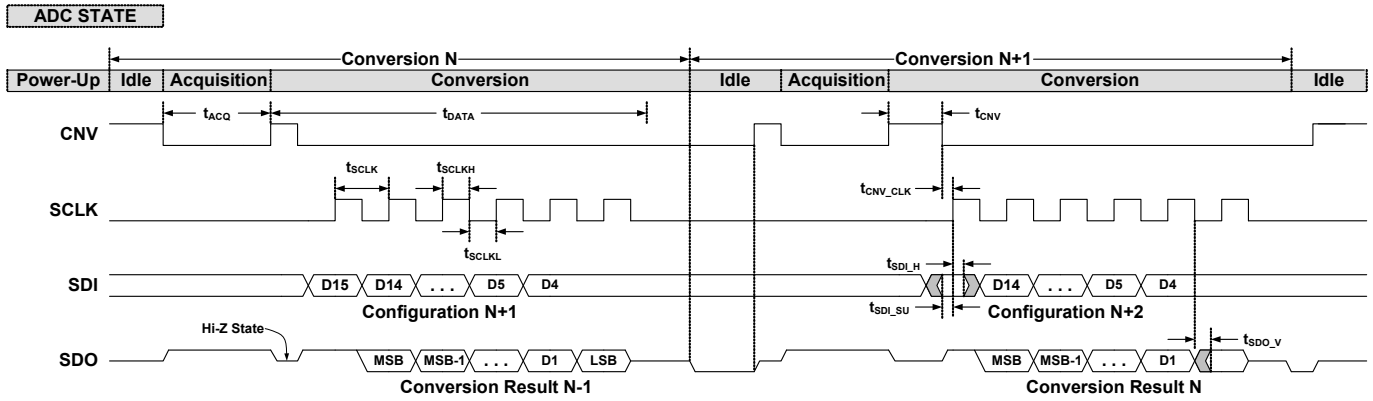 ADC STATE
Conversion N Conversion N+1
Power-Up Idle Acquisition Conversion Idle Acquisition Conversion Idle
tACQ tDATA tCNV
CNV
tSCLK tSCLKH tCNV_CLK
SCLK
tSCLKL
tSDI_H
SDI D15 D14 . . . D5 D4 D14 . . . D5 D4
tSDI_SU
Configuration N+1 Configuration N+2
Hi-Z State
tSDO_V
SDO MSB MSB-1 . . . D1 LSB MSB MSB-1 . . . D1
Conversion Result N-1 Conversion Result N